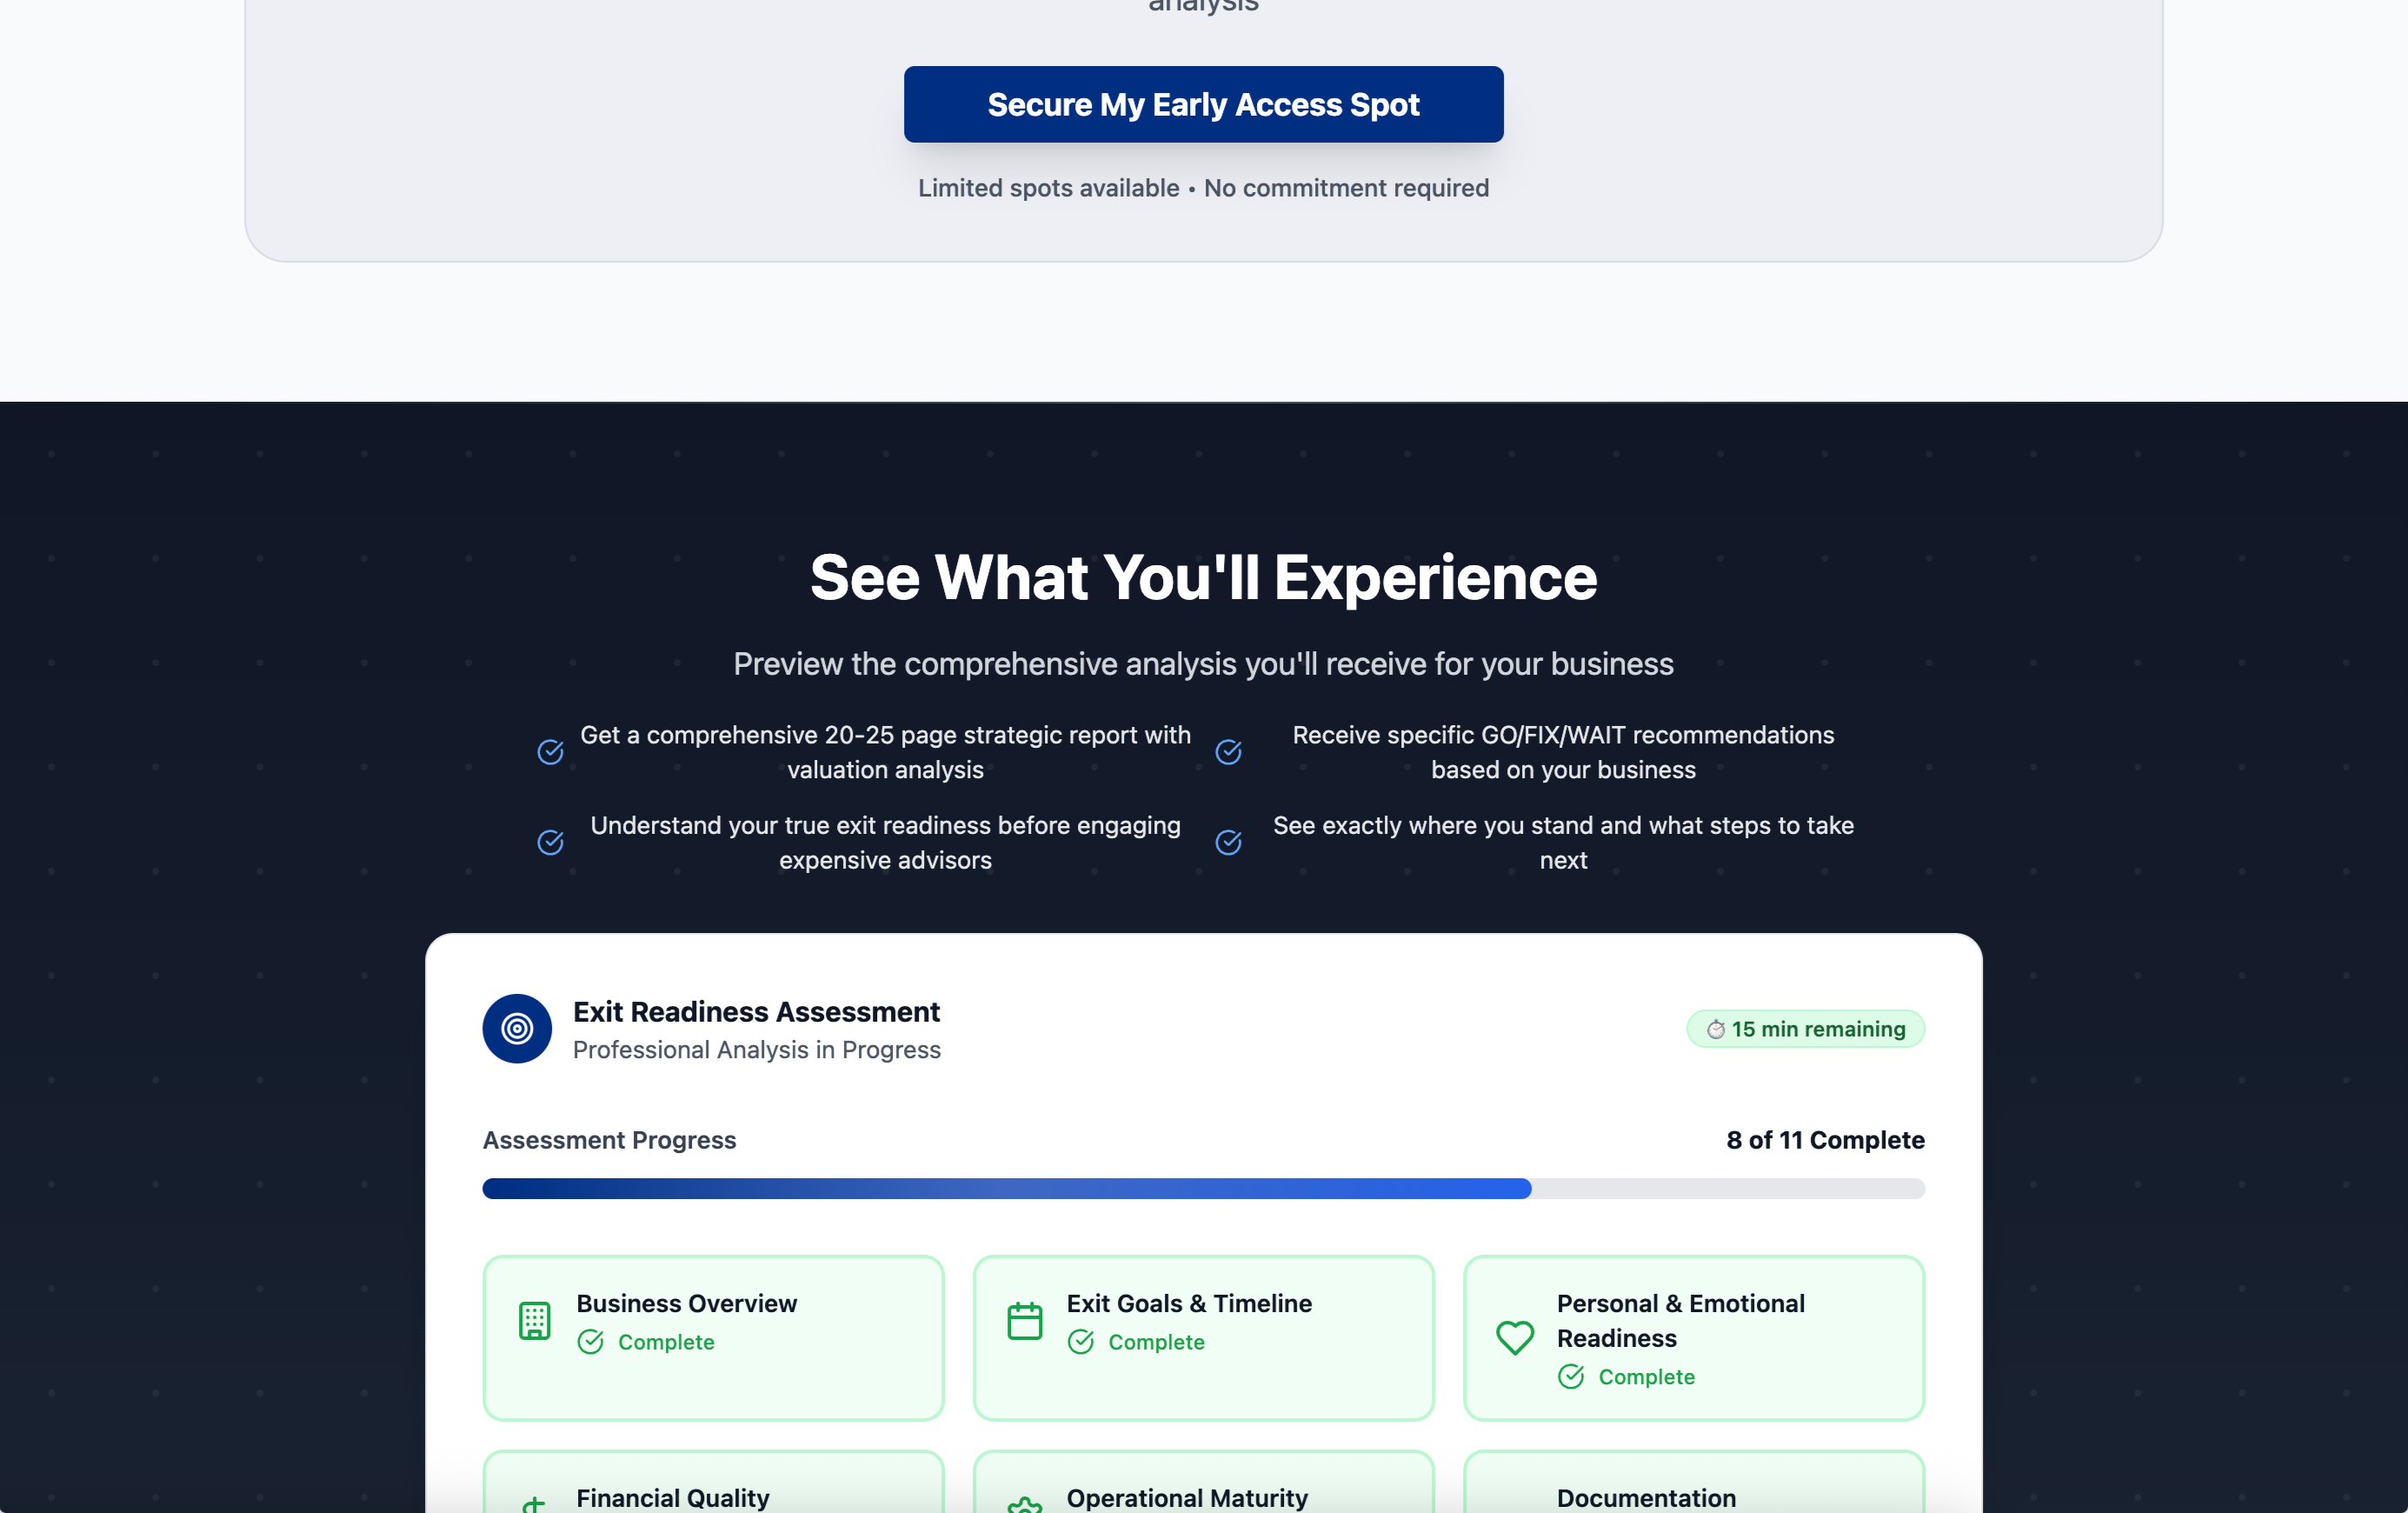 analysis
Secure My Early Access Spot
Limited spots available • No commitment required
See What You'll Experience
Preview the comprehensive analysis you'll receive for your business
Get a comprehensive 20-25 page strategic report with
valuation analysis
Receive specific GO/FIX/WAIT recommendations
based on your business
Understand your true exit readiness before engaging
expensive advisors
See exactly where you stand and what steps to take
next
Exit Readiness Assessment
Professional Analysis in Progress
15 min remaining
Assessment Progress
8 of 11 Complete
Business Overview
Complete
Exit Goals & Timeline
Complete
Personal & Emotional
Readiness
Complete
Financial Quality
Operational Maturity
Documentation